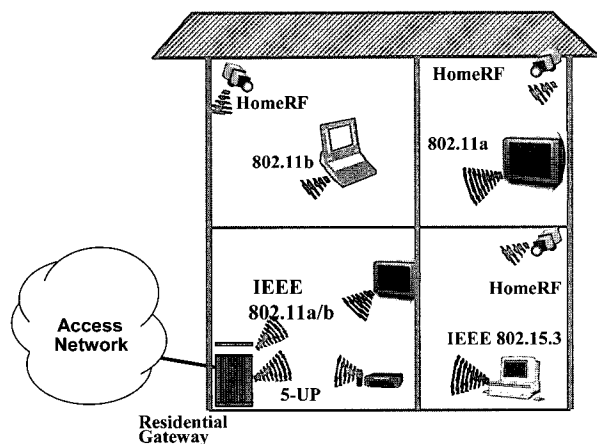 HomeRF
HomeRF
802.11b
802.11a
IEEE
802.11a/b
HomeRF
Access
Network
IEEE 802.15.3
5-UP
Residential
Gateway